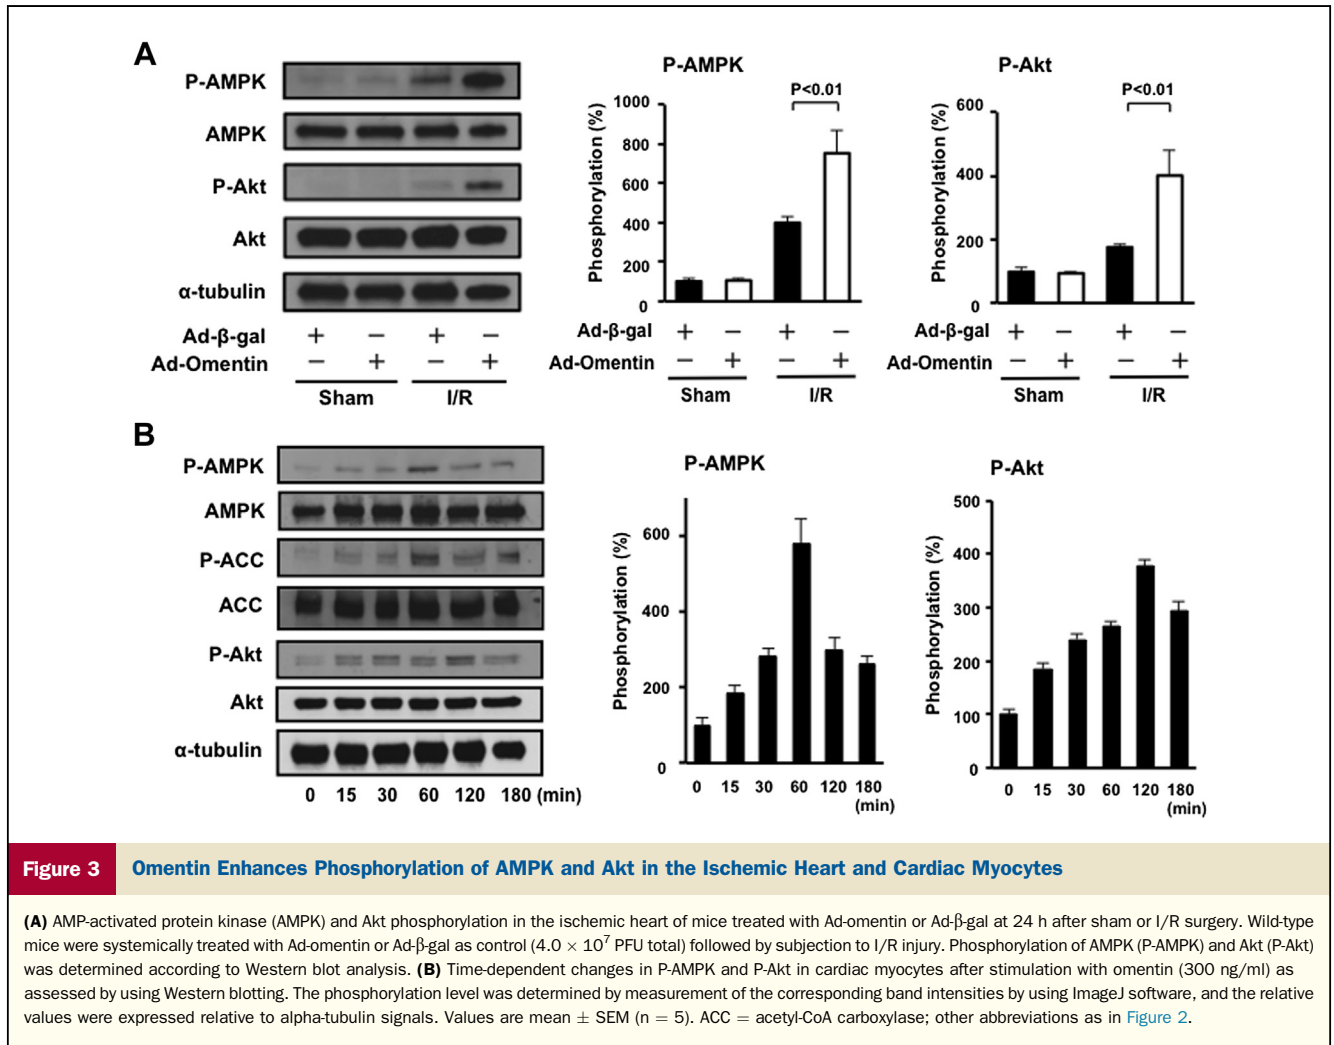 A
P-AMPK
AMPK
P-Akt
Akt
α-tubulin
Ad-β-gal + − + −
Ad-Omentin − + − +
Sham I/R
P-AMPK
Phosphorylation (%)
1000
800
600
400
200
0
P<0.01
Ad-β-gal + − + −
Ad-Omentin − + − +
Sham I/R
P-Akt
Phosphorylation (%)
600
400
200
0
P<0.01
Ad-β-gal + − + −
Ad-Omentin − + − +
Sham I/R
B
P-AMPK
AMPK
P-ACC
ACC
P-Akt
Akt
α-tubulin
0 15 30 60 120 180 (min)
P-AMPK
Phosphorylation (%)
600
400
200
0
0 15 30 60 120 180
(min)
P-Akt
Phosphorylation (%)
500
400
300
200
100
0
0 15 30 60 120 180
(min)
Figure 3 Omentin Enhances Phosphorylation of AMPK and Akt in the Ischemic Heart and Cardiac Myocytes
(A) AMP-activated protein kinase (AMPK) and Akt phosphorylation in the ischemic heart of mice treated with Ad-omentin or Ad-β-gal at 24 h after sham or I/R surgery. Wild-type
mice were systemically treated with Ad-omentin or Ad-β-gal as control (4.0 × 10⁷ PFU total) followed by subjection to I/R injury. Phosphorylation of AMPK (P-AMPK) and Akt (P-Akt)
was determined according to Western blot analysis. (B) Time-dependent changes in P-AMPK and P-Akt in cardiac myocytes after stimulation with omentin (300 ng/ml) as
assessed by using Western blotting. The phosphorylation level was determined by measurement of the corresponding band intensities by using ImageJ software, and the relative
values were expressed relative to alpha-tubulin signals. Values are mean ± SEM (n = 5). ACC = acetyl-CoA carboxylase; other abbreviations as in Figure 2.